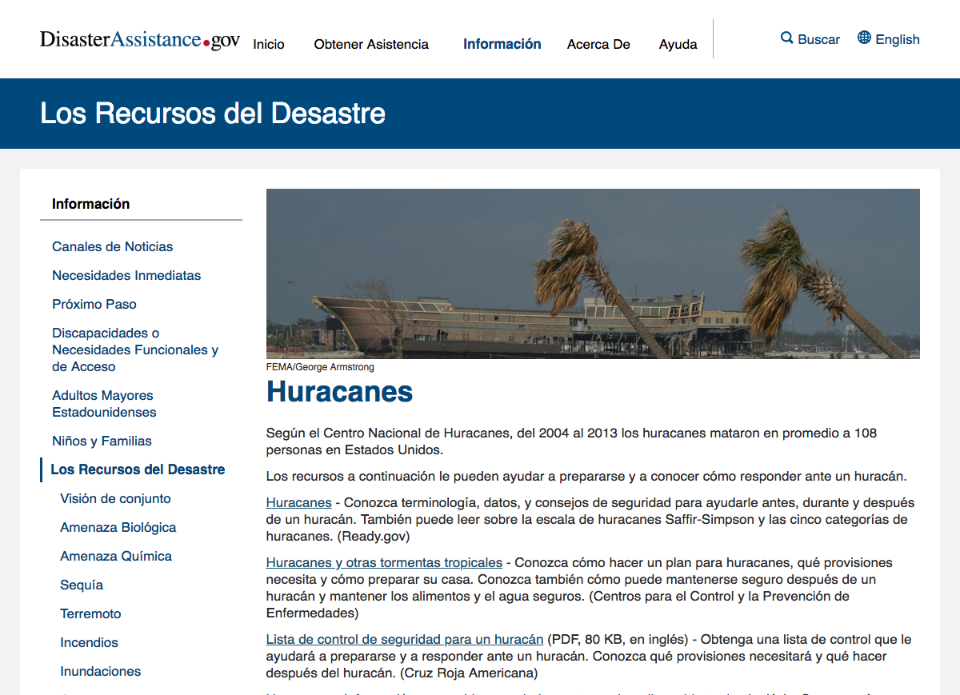 DisasterAssistance.gov
Inicio
Obtener Asistencia
Información
Acerca De
Ayuda
Buscar
English
Los Recursos del Desastre
Información
Canales de Noticias
Necesidades Inmediatas
Próximo Paso
Discapacidades o
Necesidades Funcionales y
de Acceso
Adultos Mayores
Estadounidenses
Niños y Familias
Los Recursos del Desastre
Visión de conjunto
Amenaza Biológica
Amenaza Química
Sequía
Terremoto
Incendios
Inundaciones
FEMA/George Armstrong
Huracanes
Según el Centro Nacional de Huracanes, del 2004 al 2013 los huracanes mataron en promedio a 108
personas en Estados Unidos.
Los recursos a continuación le pueden ayudar a prepararse y a conocer cómo responder ante un huracán.
Huracanes - Conozca terminología, datos, y consejos de seguridad para ayudarle antes, durante y después
de un huracán. También puede leer sobre la escala de huracanes Saffir-Simpson y las cinco categorías de
huracanes. (Ready.gov)
Huracanes y otras tormentas tropicales - Conozca cómo hacer un plan para huracanes, qué provisiones
necesita y cómo preparar su casa. Conozca también cómo puede mantenerse seguro después de un
huracán y mantener los alimentos y el agua seguros. (Centros para el Control y la Prevención de
Enfermedades)
Lista de control de seguridad para un huracán (PDF, 80 KB, en inglés) - Obtenga una lista de control que le
ayudará a prepararse y a responder ante un huracán. Conozca qué provisiones necesitará y qué hacer
después del huracán. (Cruz Roja Americana)